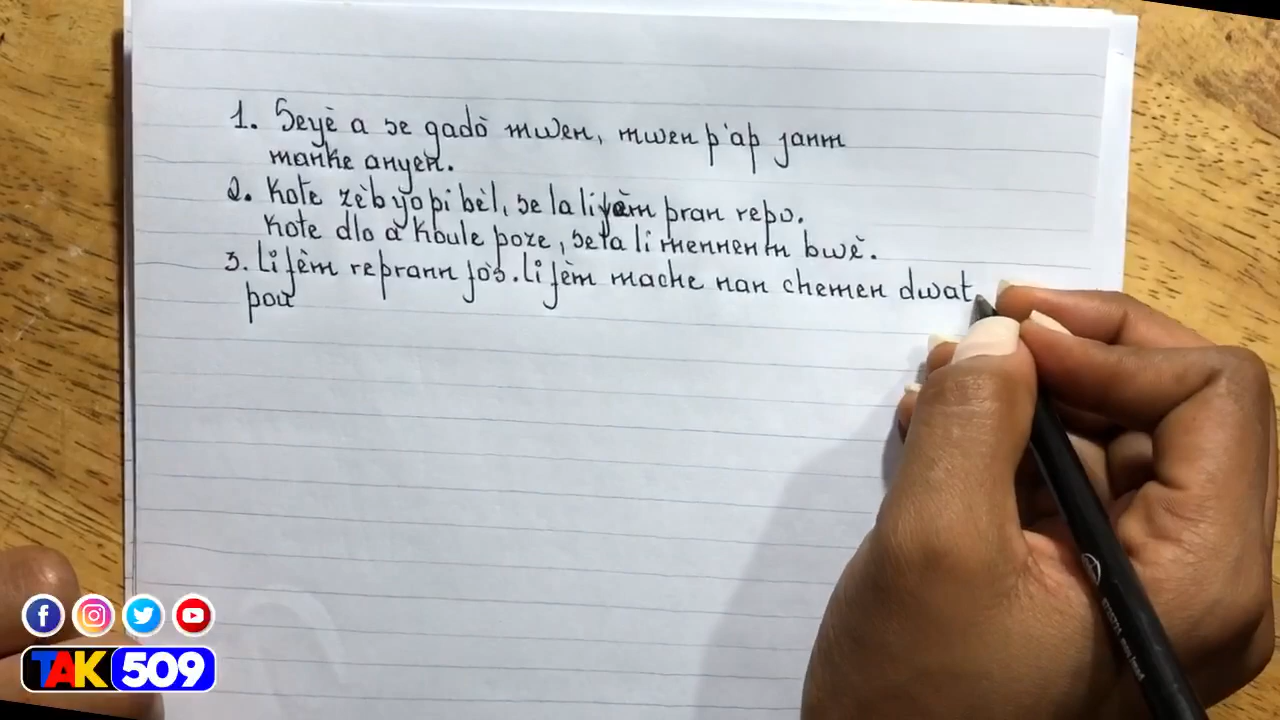 1. Seyè a se gadò mwen, mwen p'ap janm
manke anyen.
2. Kote zèb yo pi bèl, se la li fèm pran repo.
Kote dlo a koule poze, se la li mennen m bwè.
3. Li fèm reprann fòs. Li fèm mache nan chemen dwat
pou
TAK 509